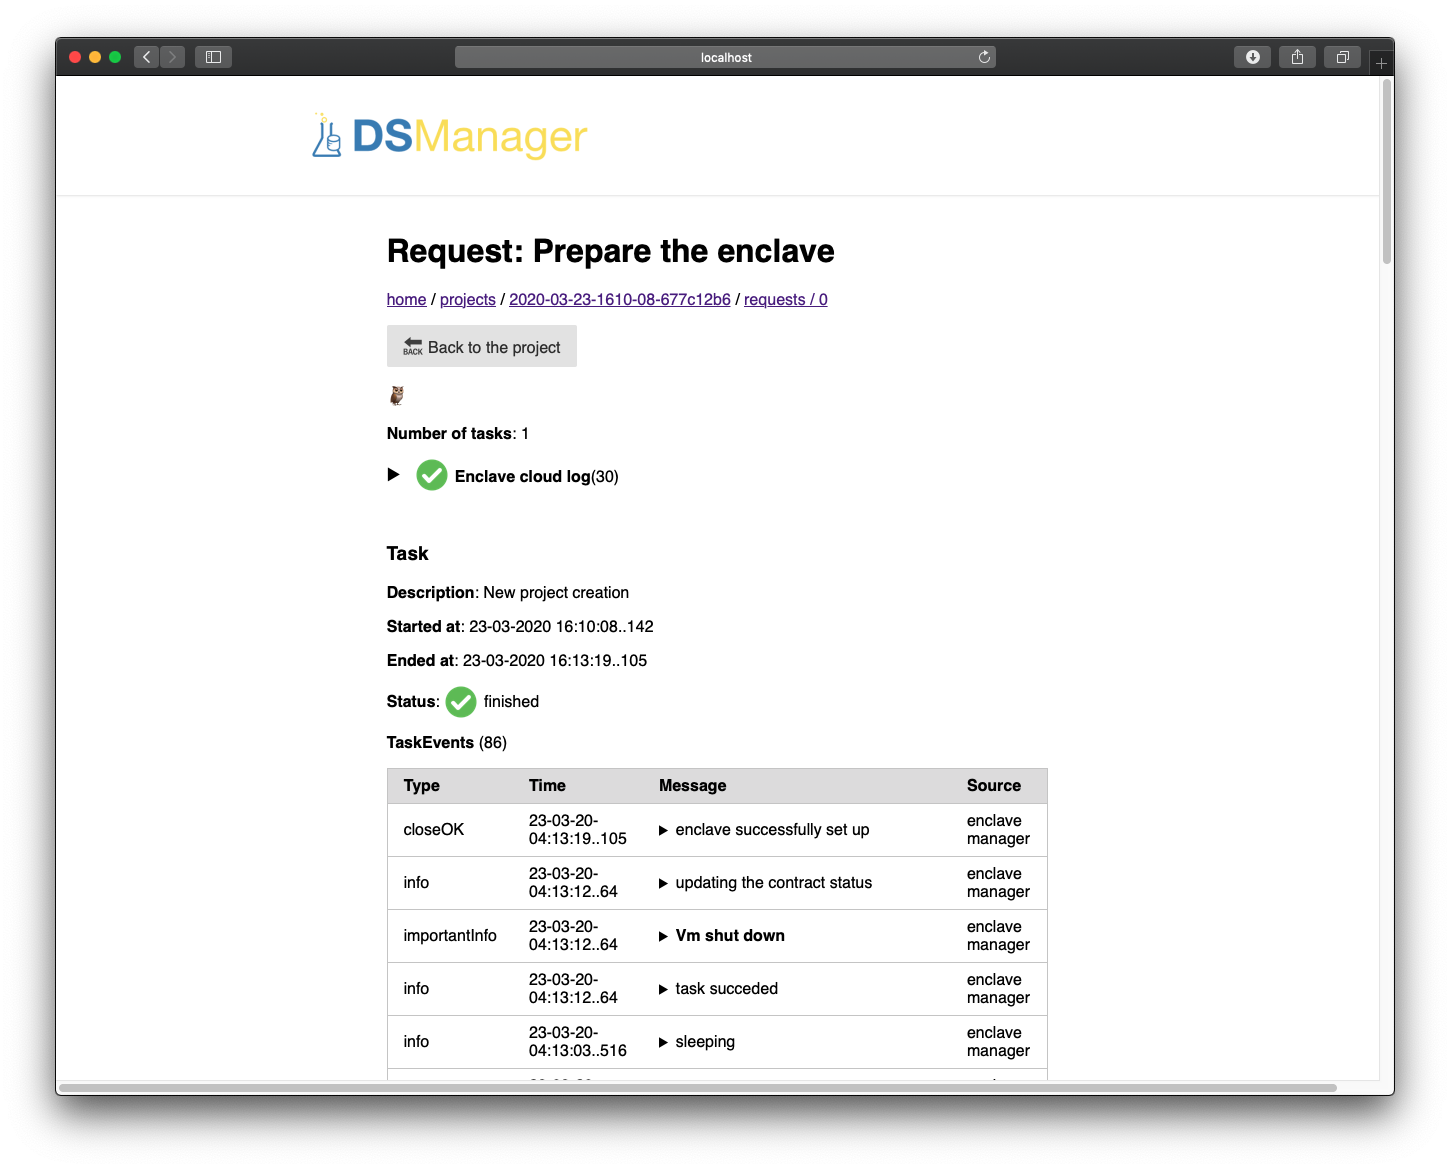 localhost
DSManager
Request: Prepare the enclave
home / projects / 2020-03-23-1610-08-677c12b6 / requests / 0
BACK Back to the project
Number of tasks: 1
Enclave cloud log(30)
Task
Description: New project creation
Started at: 23-03-2020 16:10:08..142
Ended at: 23-03-2020 16:13:19..105
Status: finished
TaskEvents (86)
Type Time Message Source
closeOK 23-03-20-04:13:19..105 enclave successfully set up enclave manager
info 23-03-20-04:13:12..64 updating the contract status enclave manager
importantInfo 23-03-20-04:13:12..64 Vm shut down enclave manager
info 23-03-20-04:13:12..64 task succeded enclave manager
info 23-03-20-04:13:03..516 sleeping enclave manager